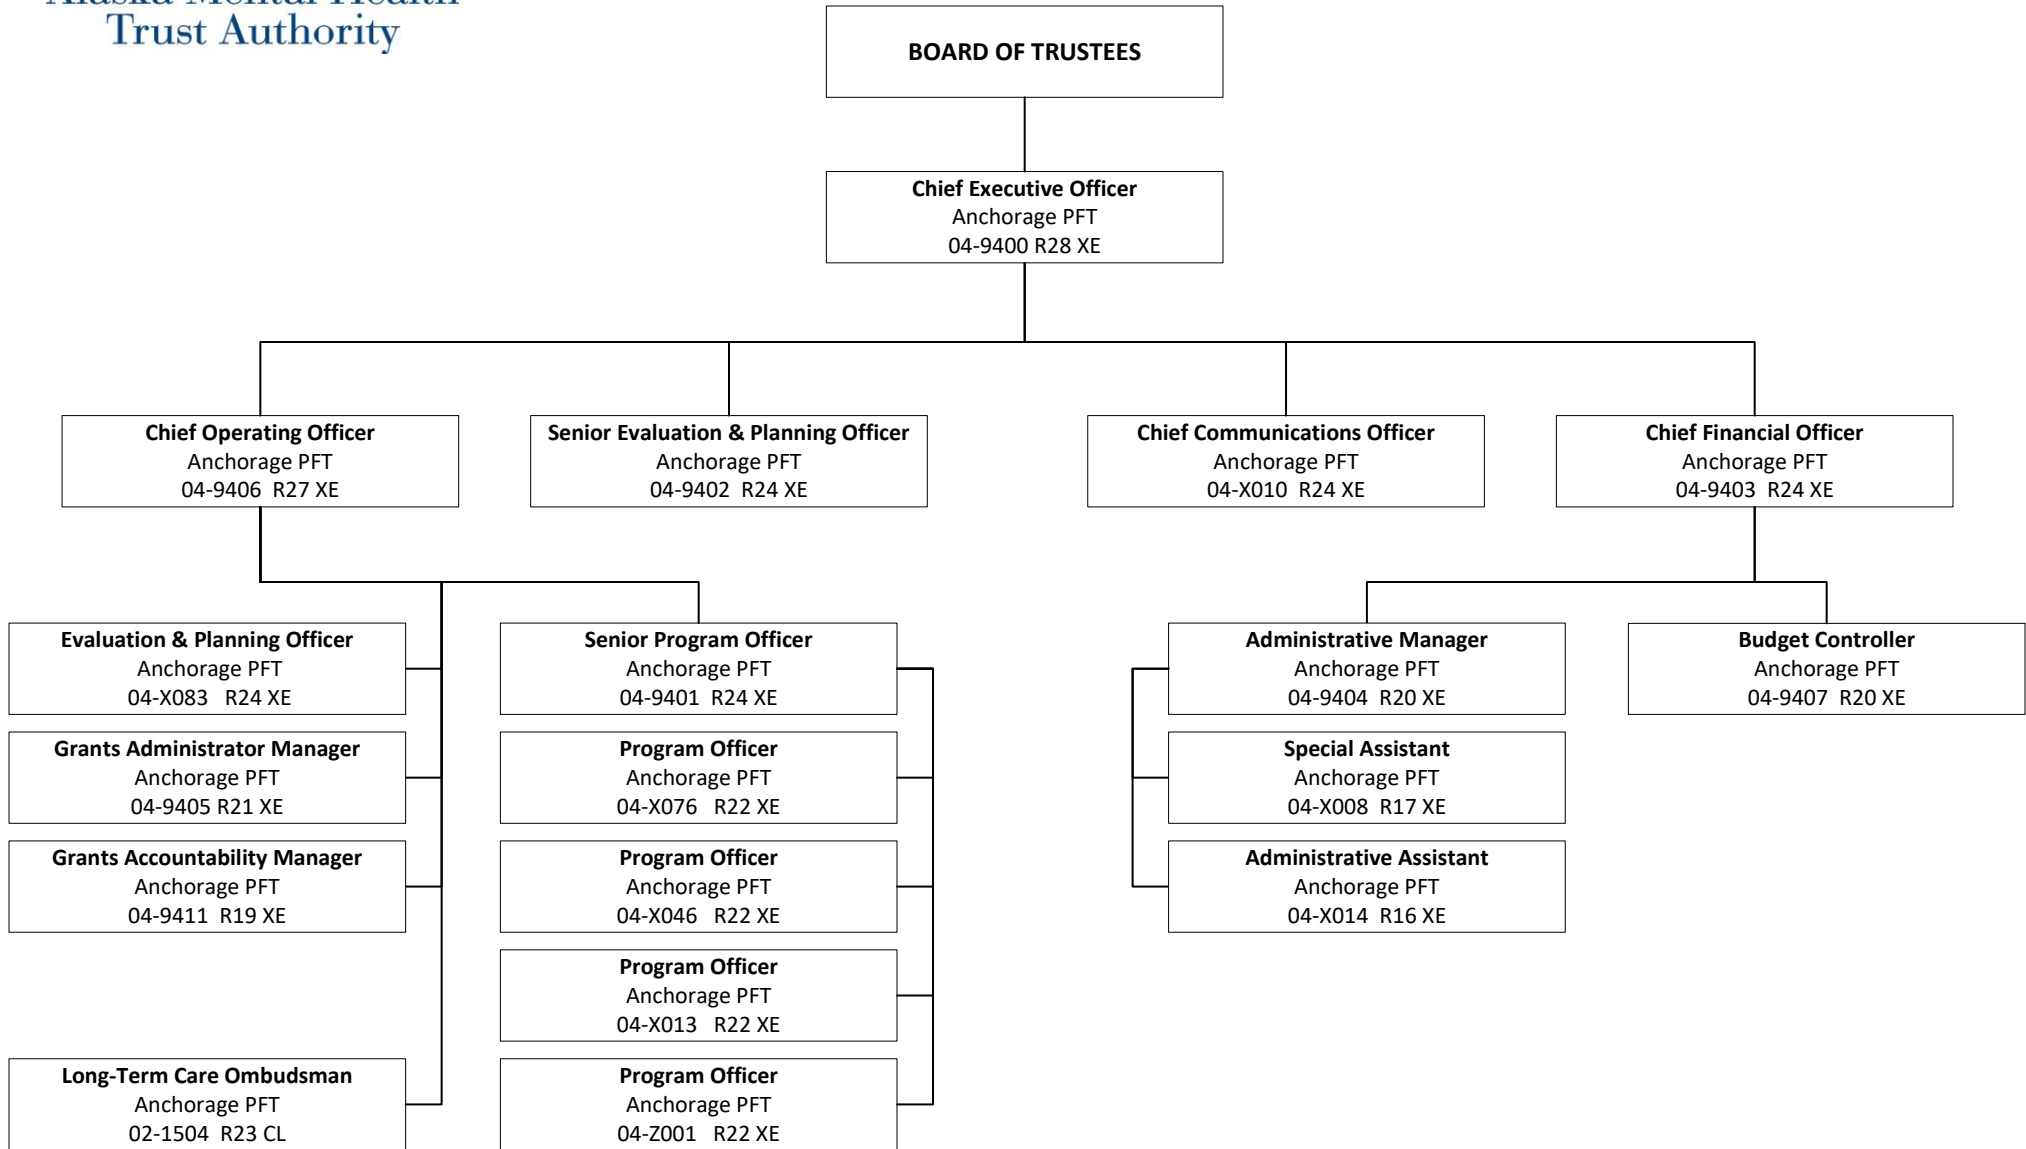 Alaska Mental Health
Trust Authority
BOARD OF TRUSTEES
Chief Executive Officer
Anchorage PFT
04-9400 R28 XE
Chief Operating Officer
Anchorage PFT
04-9406 R27 XE
Senior Evaluation & Planning Officer
Anchorage PFT
04-9402 R24 XE
Chief Communications Officer
Anchorage PFT
04-X010 R24 XE
Chief Financial Officer
Anchorage PFT
04-9403 R24 XE
Evaluation & Planning Officer
Anchorage PFT
04-X083 R24 XE
Grants Administrator Manager
Anchorage PFT
04-9405 R21 XE
Grants Accountability Manager
Anchorage PFT
04-9411 R19 XE
Long-Term Care Ombudsman
Anchorage PFT
02-1504 R23 CL
Senior Program Officer
Anchorage PFT
04-9401 R24 XE
Program Officer
Anchorage PFT
04-X076 R22 XE
Program Officer
Anchorage PFT
04-X046 R22 XE
Program Officer
Anchorage PFT
04-X013 R22 XE
Program Officer
Anchorage PFT
04-Z001 R22 XE
Administrative Manager
Anchorage PFT
04-9404 R20 XE
Special Assistant
Anchorage PFT
04-X008 R17 XE
Administrative Assistant
Anchorage PFT
04-X014 R16 XE
Budget Controller
Anchorage PFT
04-9407 R20 XE